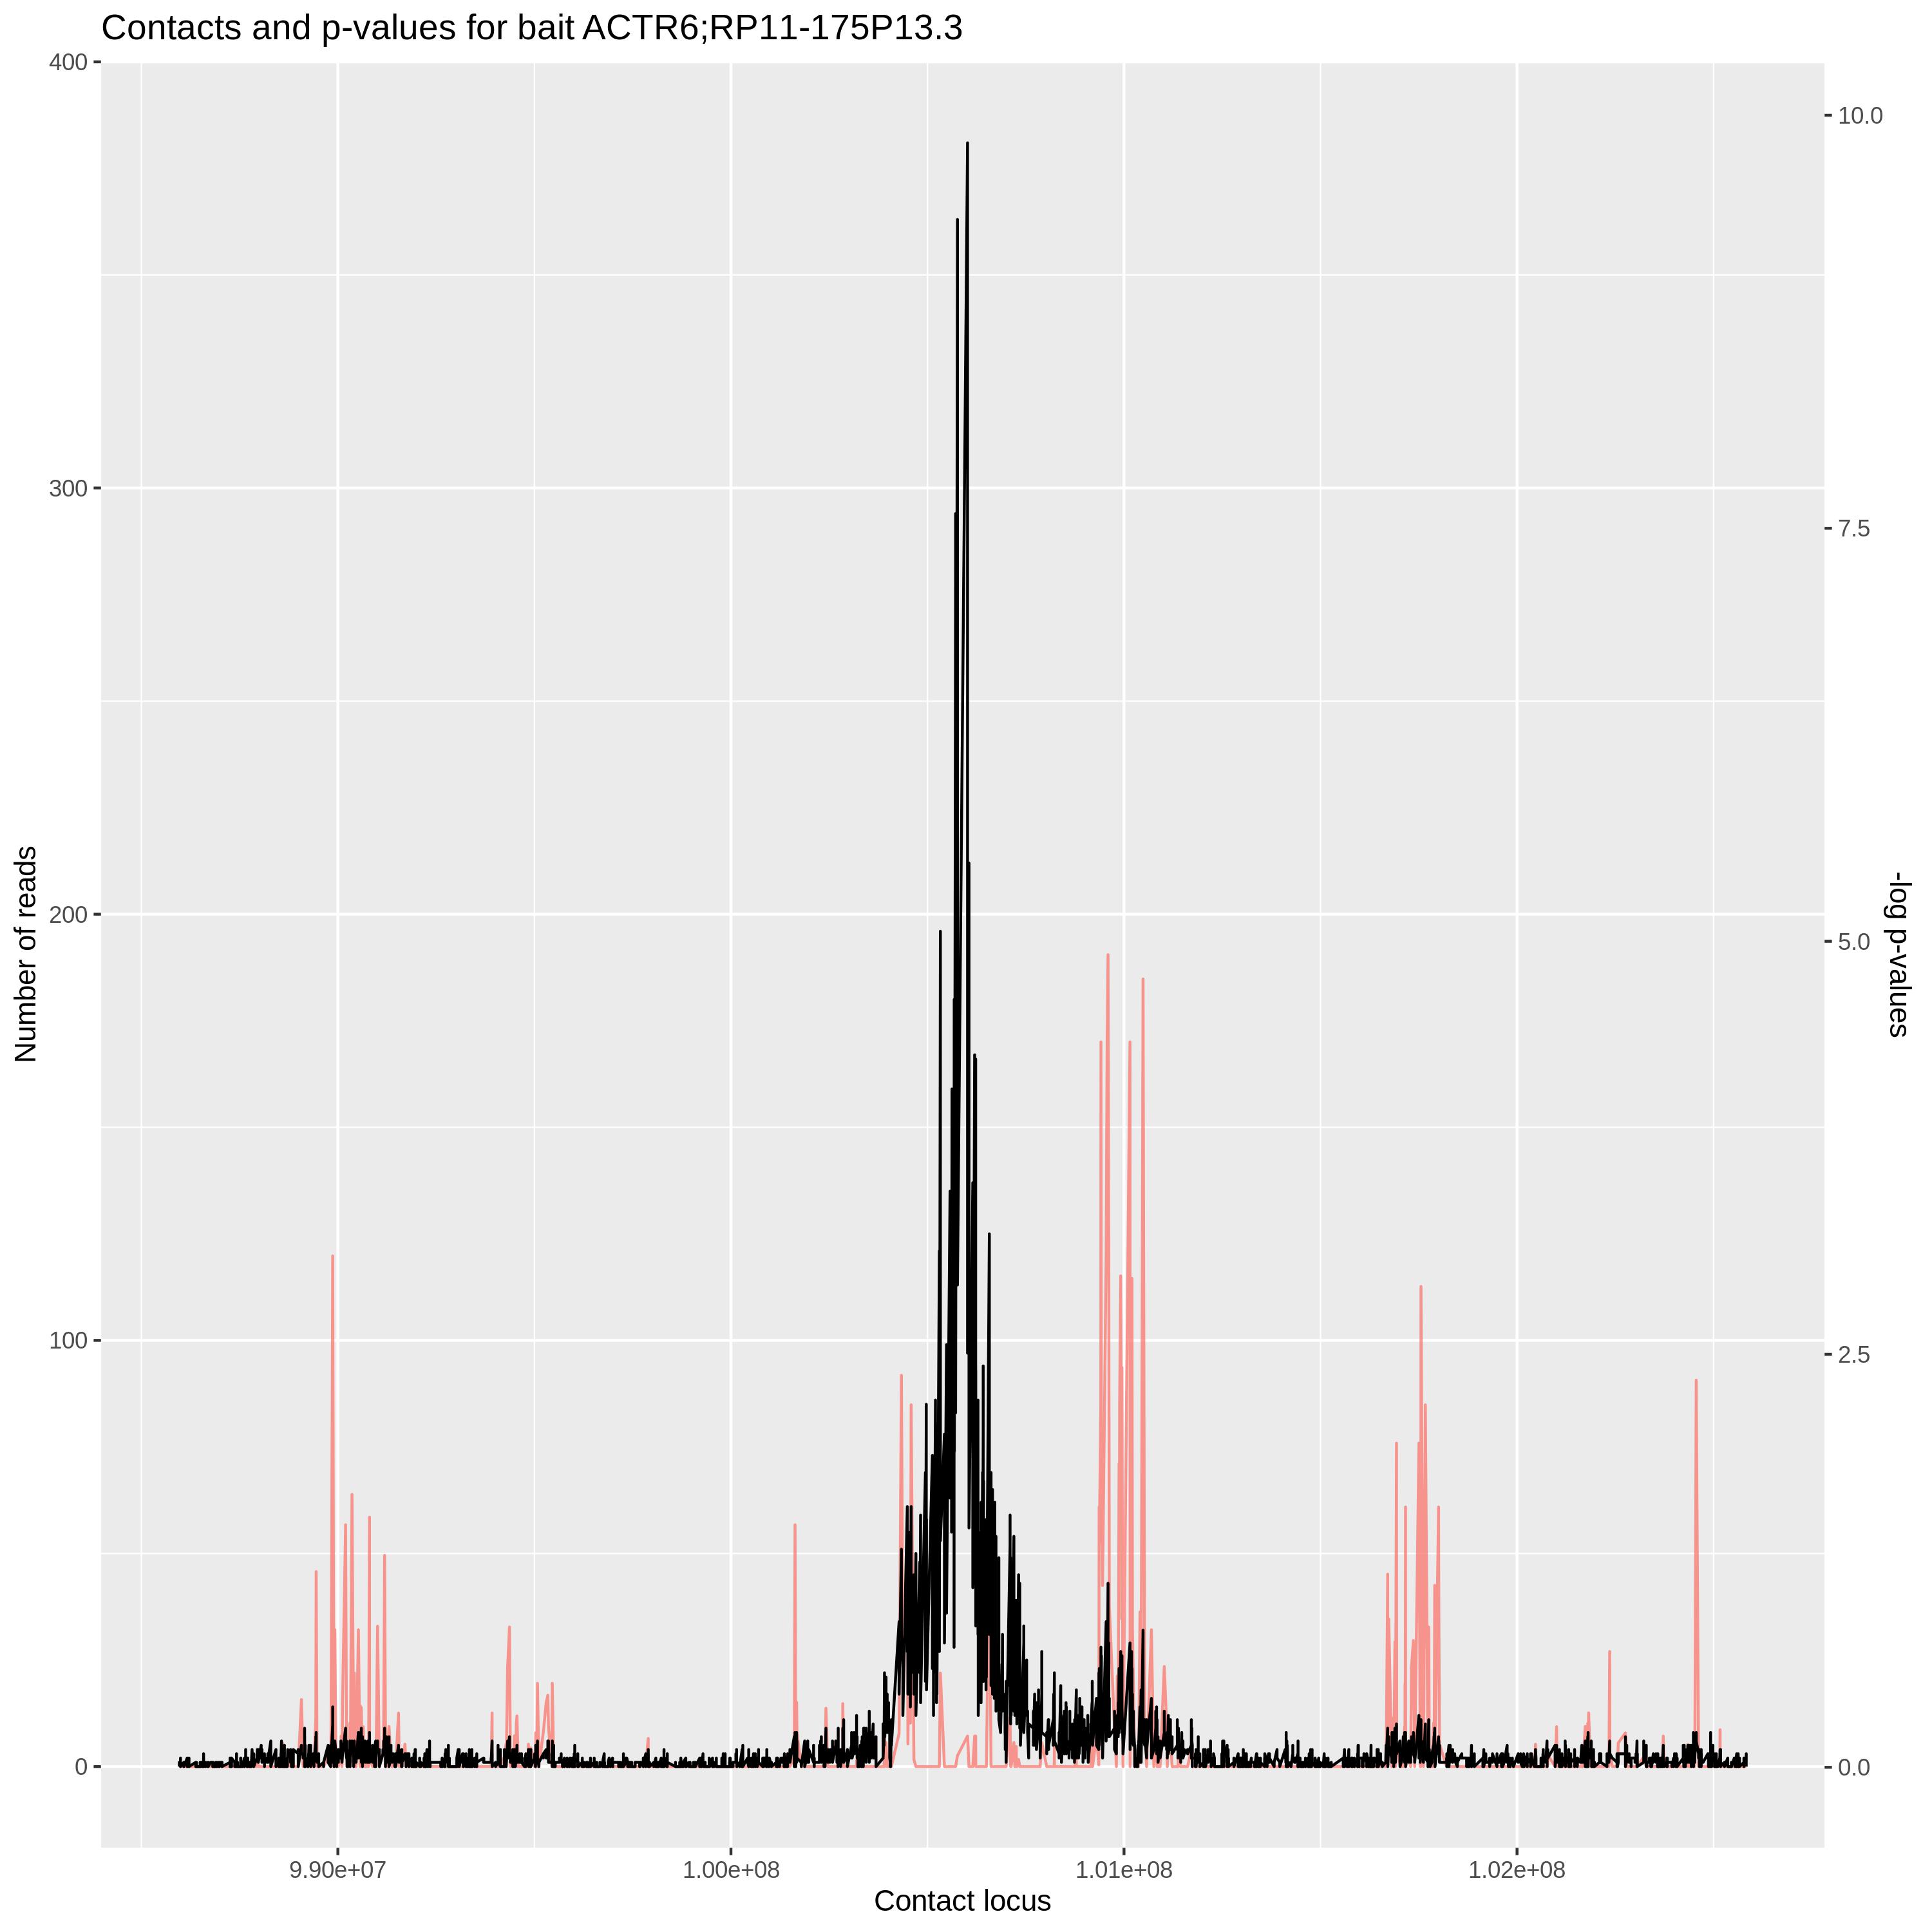 Contacts and p-values for bait ACTR6;RP11-175P13.3
400
300
200
100
0
Number of reads
10.0
7.5
5.0
2.5
0.0
-log p-values
9.90e+07
1.00e+08
1.01e+08
1.02e+08
Contact locus